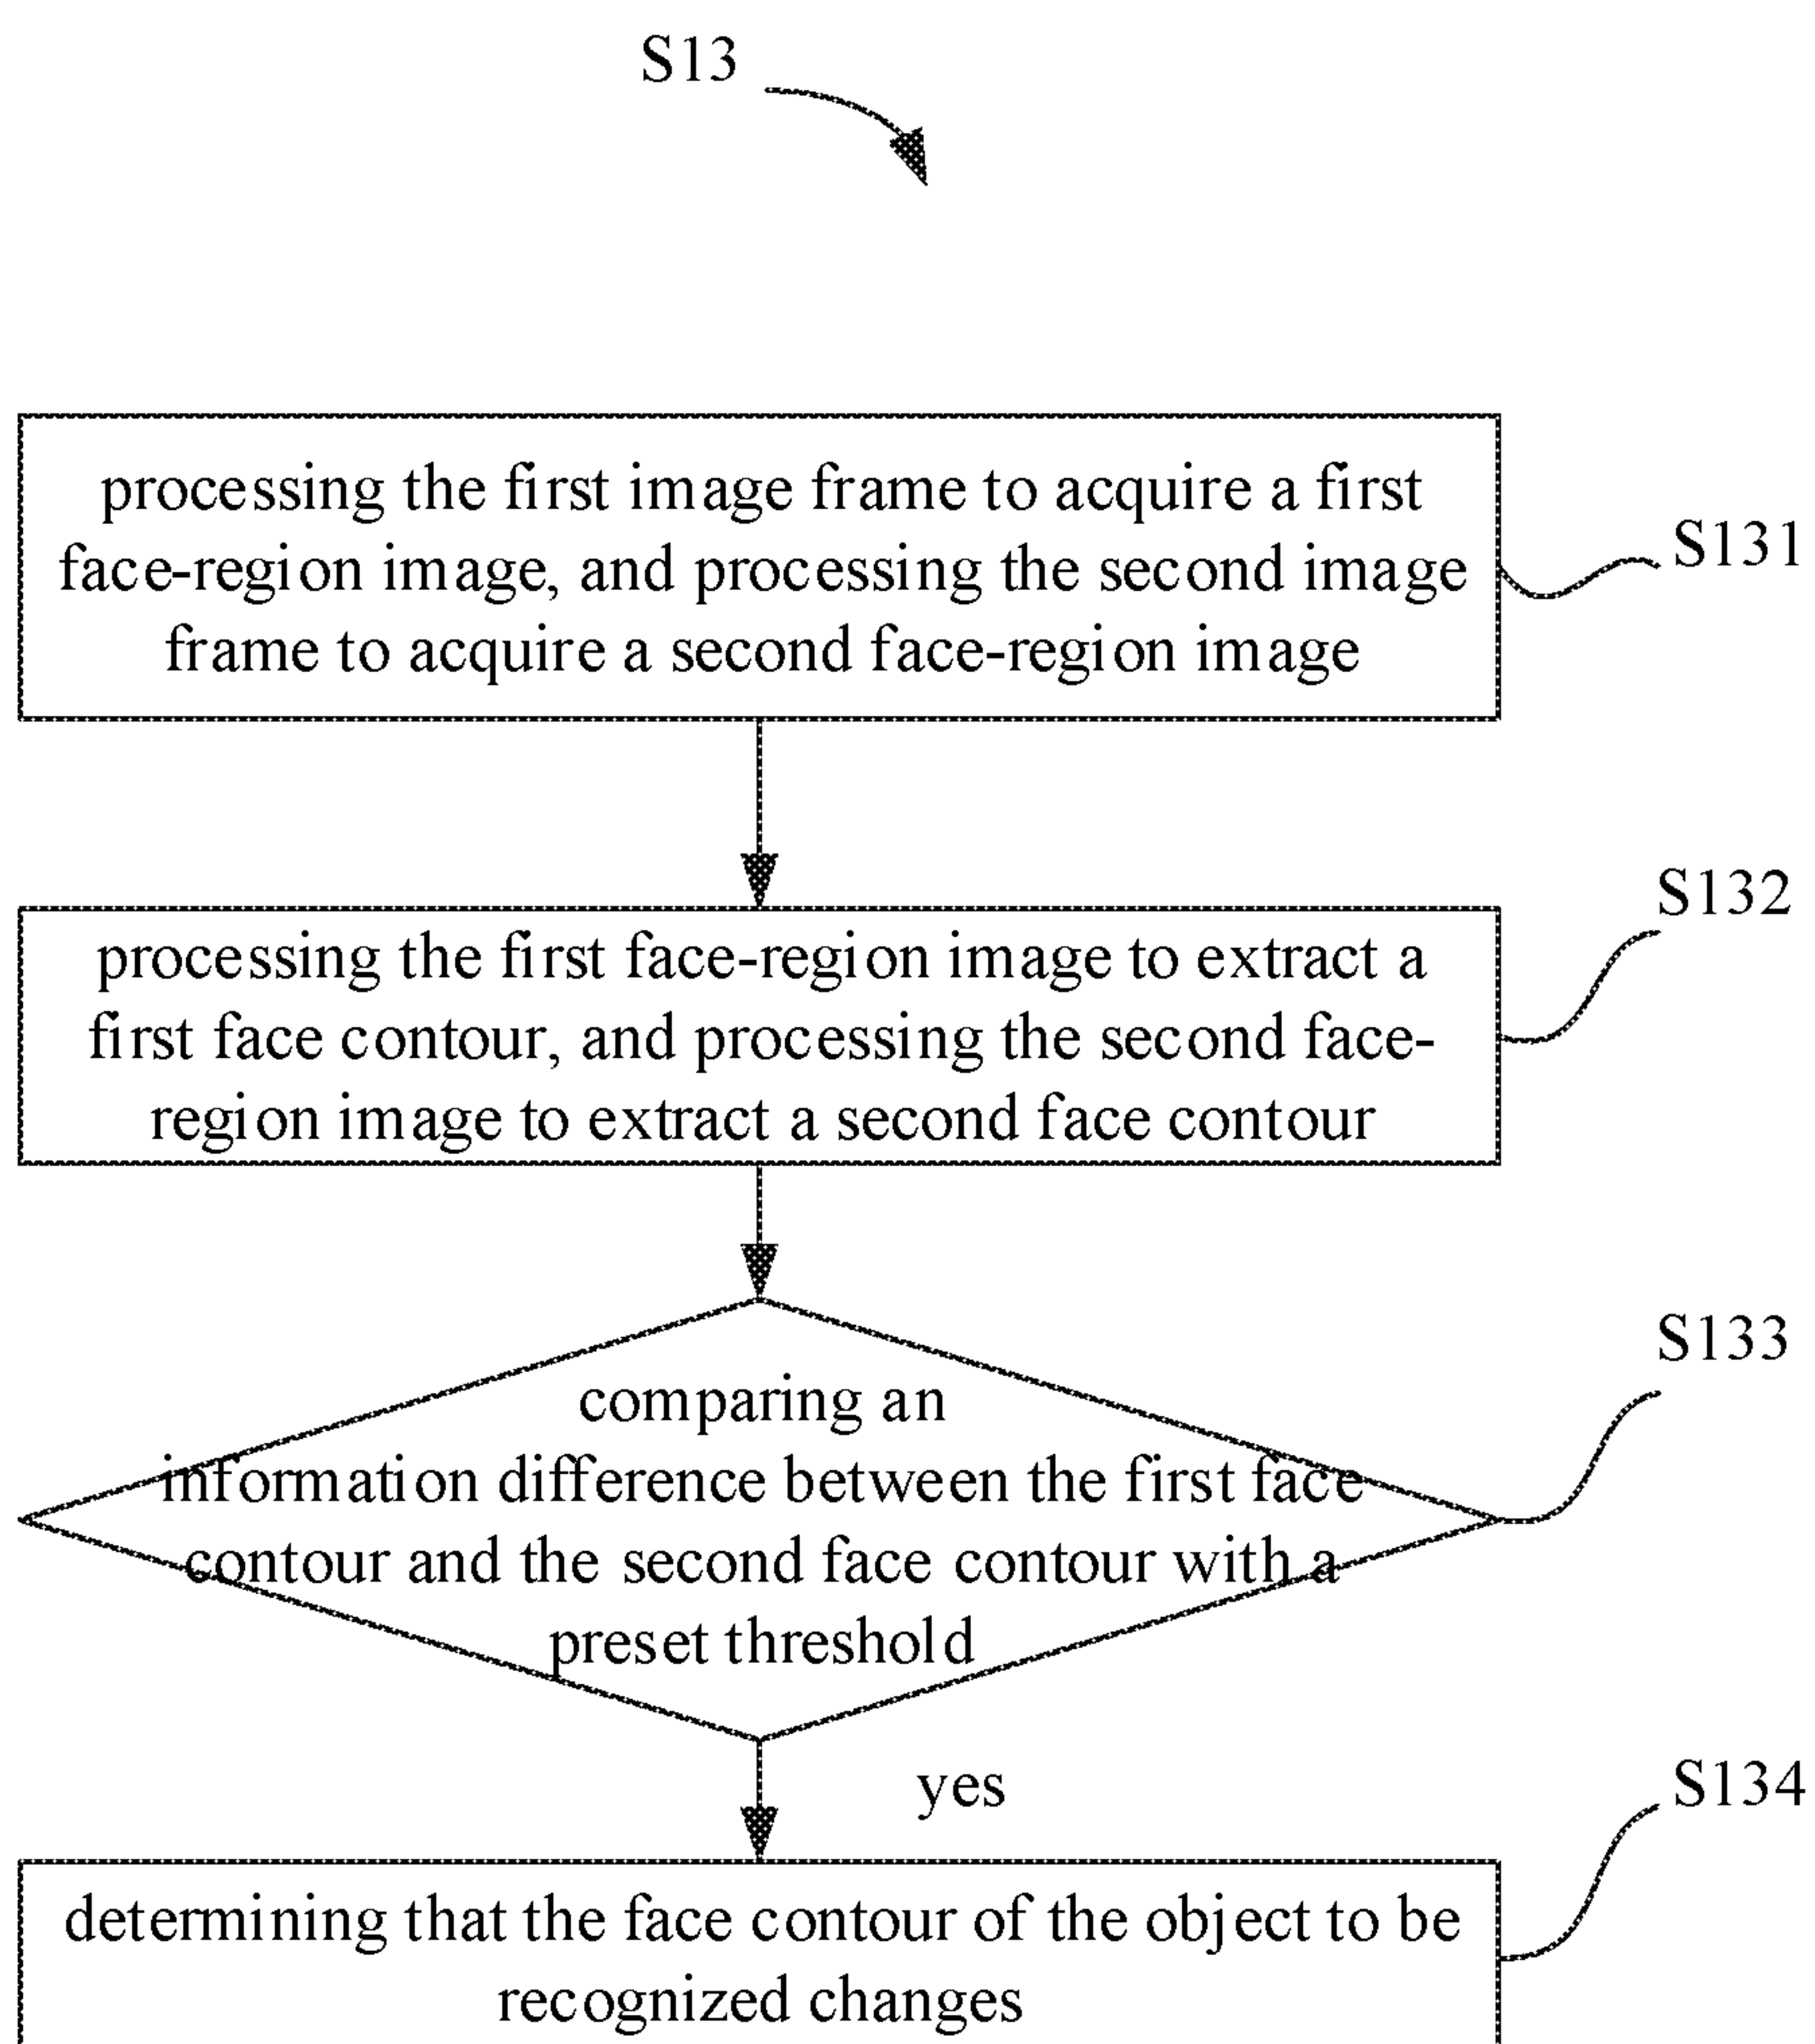 S13
processing the first image frame to acquire a first
face-region image, and processing the second image
frame to acquire a second face-region image
S131
processing the first face-region image to extract a
first face contour, and processing the second face-
region image to extract a second face contour
S132
comparing an
information difference between the first face
contour and the second face contour with a
preset threshold
S133
yes
determining that the face contour of the object to be
recognized changes
S134